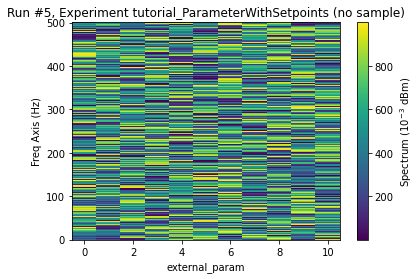 Run #5, Experiment tutorial_ParameterWithSetpoints (no sample)
500
400
300
200
100
0
Freq Axis (Hz)
0 2 4 6 8 10
external_param
800
600
400
200
Spectrum (10⁻³ dBm)